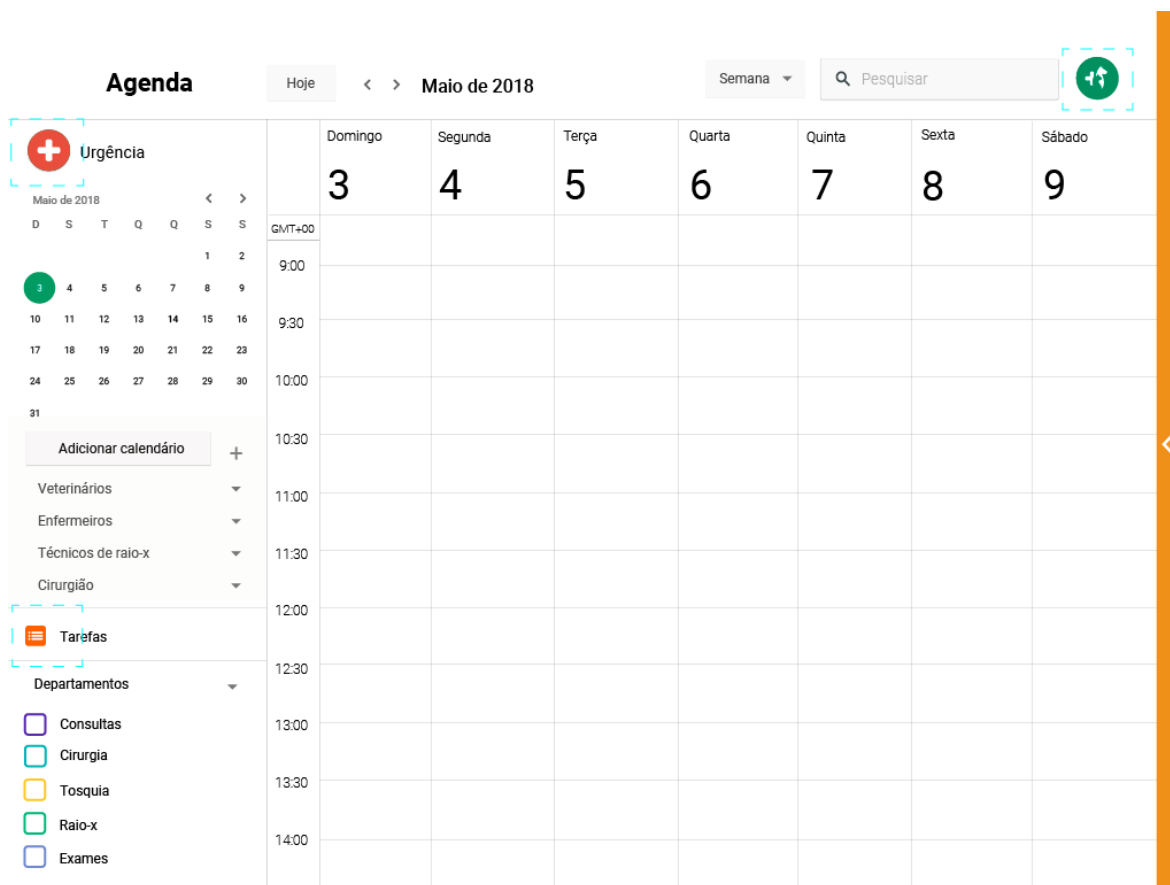 Agenda
Hoje
Maio de 2018
Semana
Pesquisar
Urgência
Maio de 2018
D S T Q Q S S
1 2
3 4 5 6 7 8 9
10 11 12 13 14 15 16
17 18 19 20 21 22 23
24 25 26 27 28 29 30
31
Adicionar calendário +
Veterinários
Enfermeiros
Técnicos de raio-x
Cirurgião
Tarefas
Departamentos
Consultas
Cirurgia
Tosquia
Raio-x
Exames
Domingo Segunda Terça Quarta Quinta Sexta Sábado
3 4 5 6 7 8 9
GMT+00
9:00
9:30
10:00
10:30
11:00
11:30
12:00
12:30
13:00
13:30
14:00